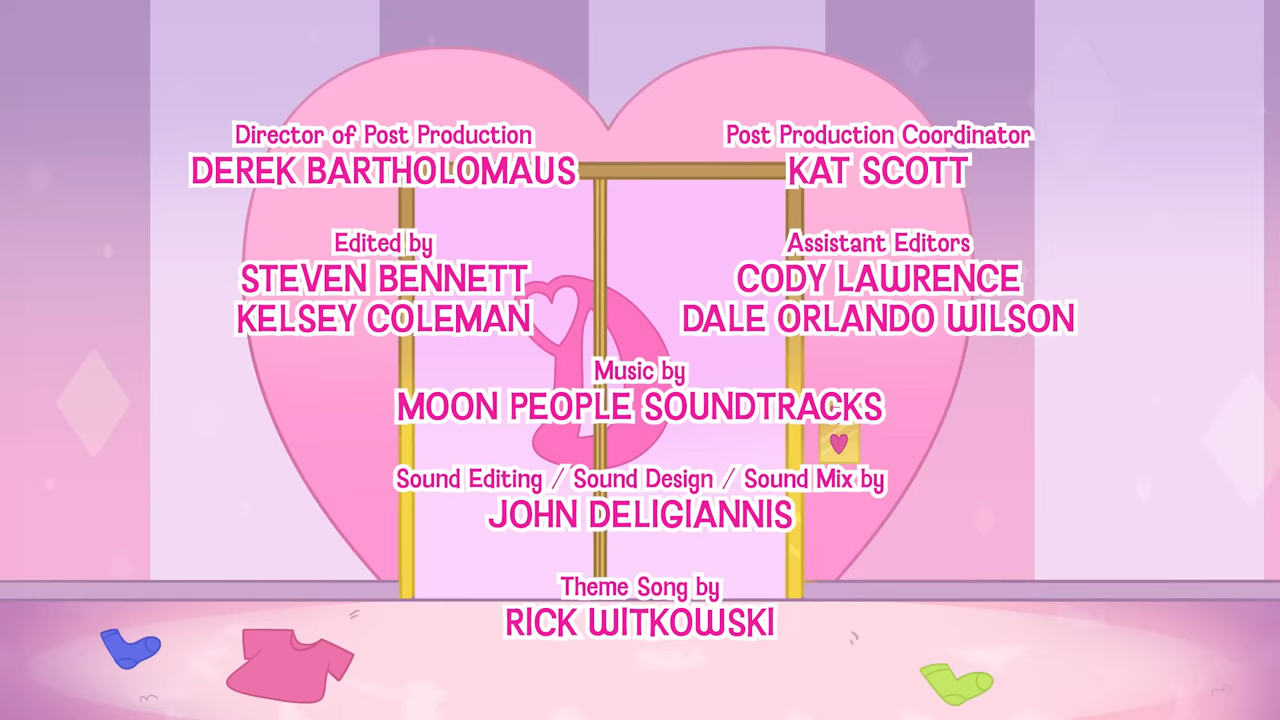 Director of Post Production
DEREK BARTHOLOMAUS
Post Production Coordinator
KAT SCOTT
Edited by
STEVEN BENNETT
KELSEY COLEMAN
Assistant Editors
CODY LAWRENCE
DALE ORLANDO WILSON
Music by
MOON PEOPLE SOUNDTRACKS
Sound Editing / Sound Design / Sound Mix by
JOHN DELIGIANNIS
Theme Song by
RICK WITKOWSKI
D